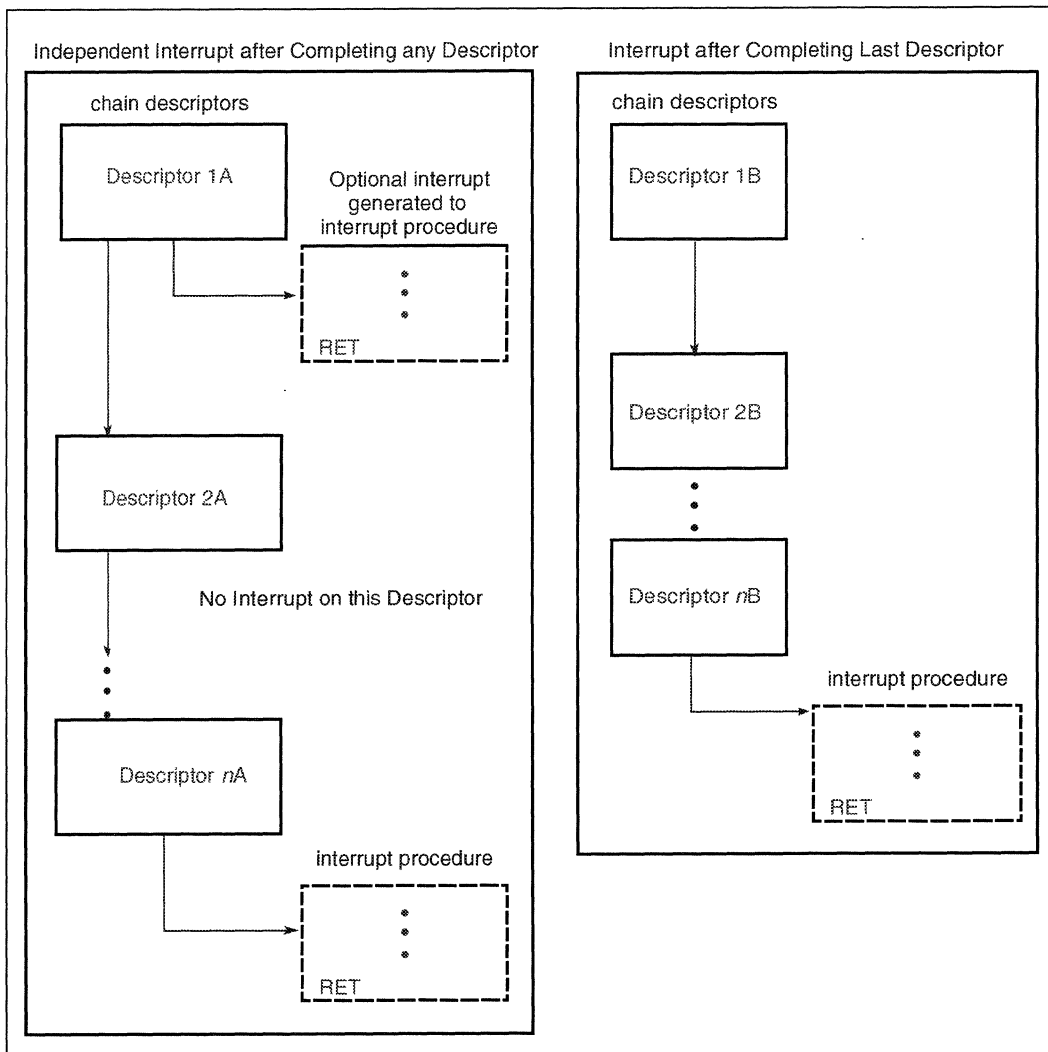 Independent Interrupt after Completing any Descriptor
chain descriptors
Descriptor 1A
Optional interrupt
generated to
interrupt procedure
RET
Descriptor 2A
No Interrupt on this Descriptor
Descriptor nA
interrupt procedure
RET
Interrupt after Completing Last Descriptor
chain descriptors
Descriptor 1B
Descriptor 2B
Descriptor nB
interrupt procedure
RET